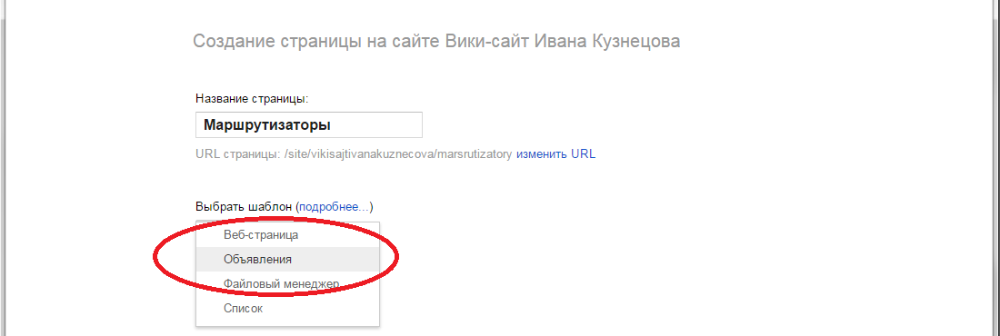 Создание страницы на сайте Вики-сайт Ивана Кузнецова
Название страницы:
Маршрутизаторы
URL страницы: /site/vikisajtivanakuznecova/marsrutizatory изменить URL
Выбрать шаблон (подробнее...)
Веб-страница
Объявления
Файловый менеджер
Список